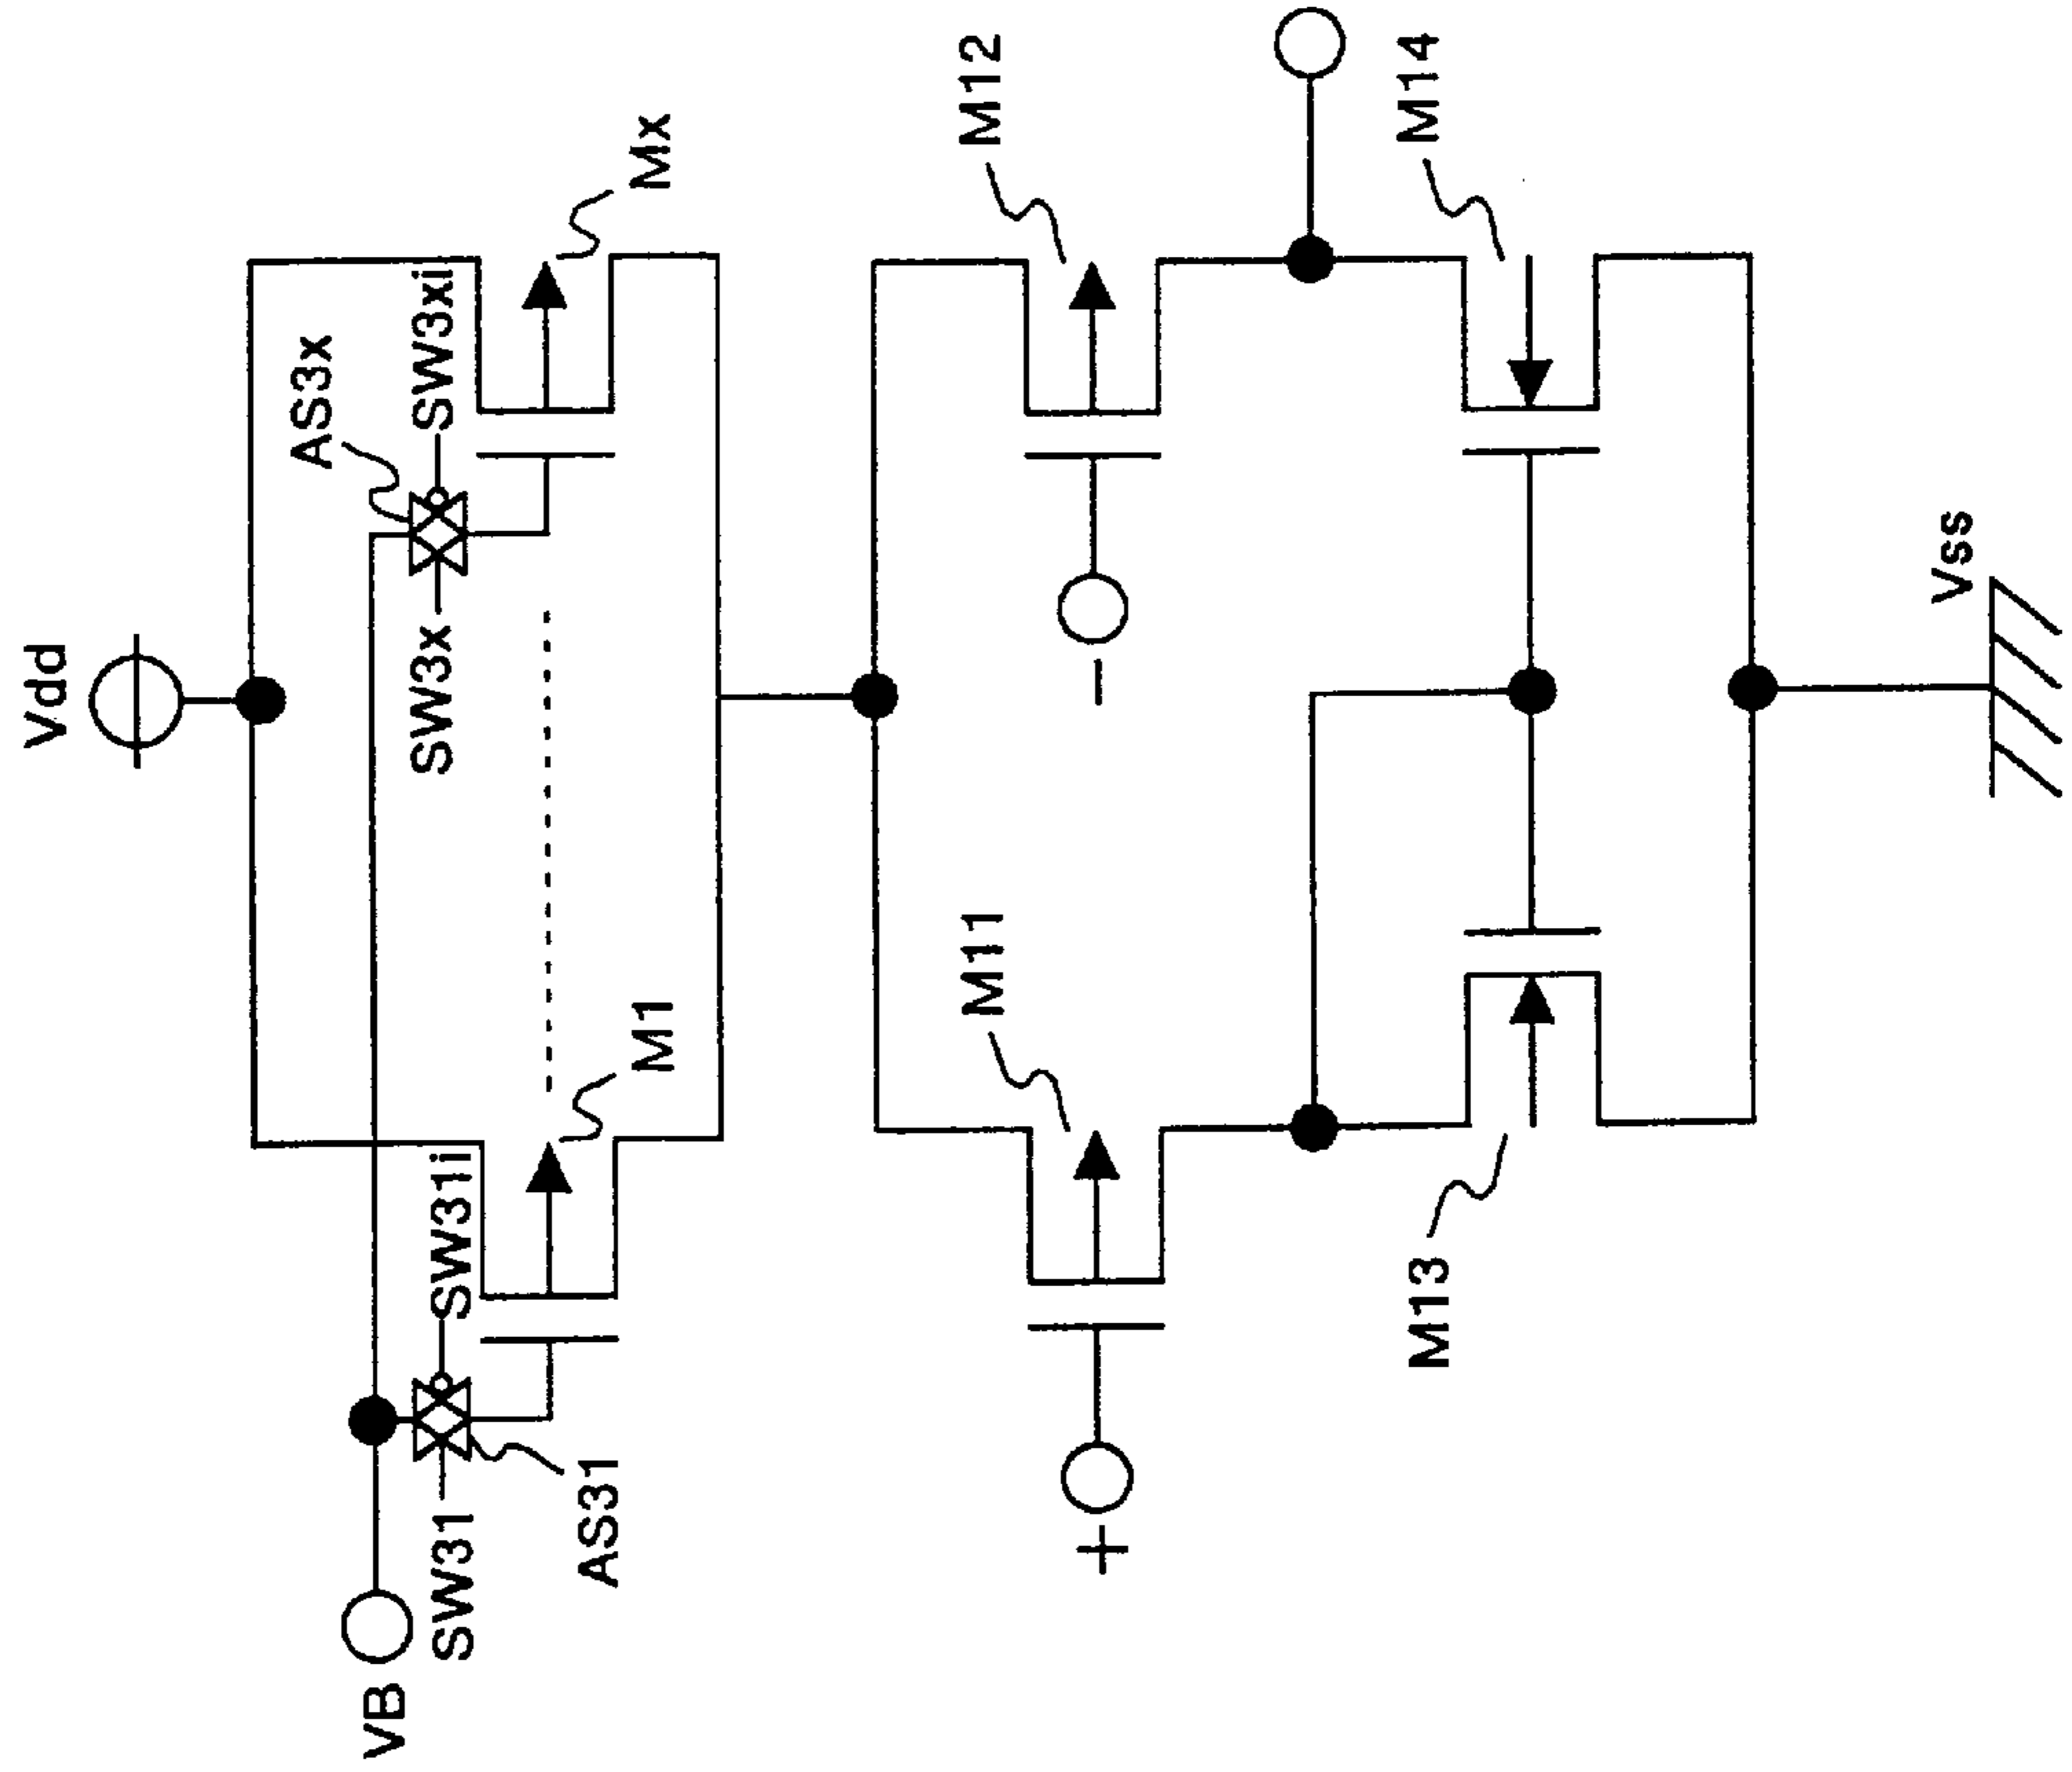 Vdd
VB
SW31
SW31i
AS31
M1
SW3x
SW3xi
AS3x
Mx
+
M11
−
M12
M13
M14
Vss